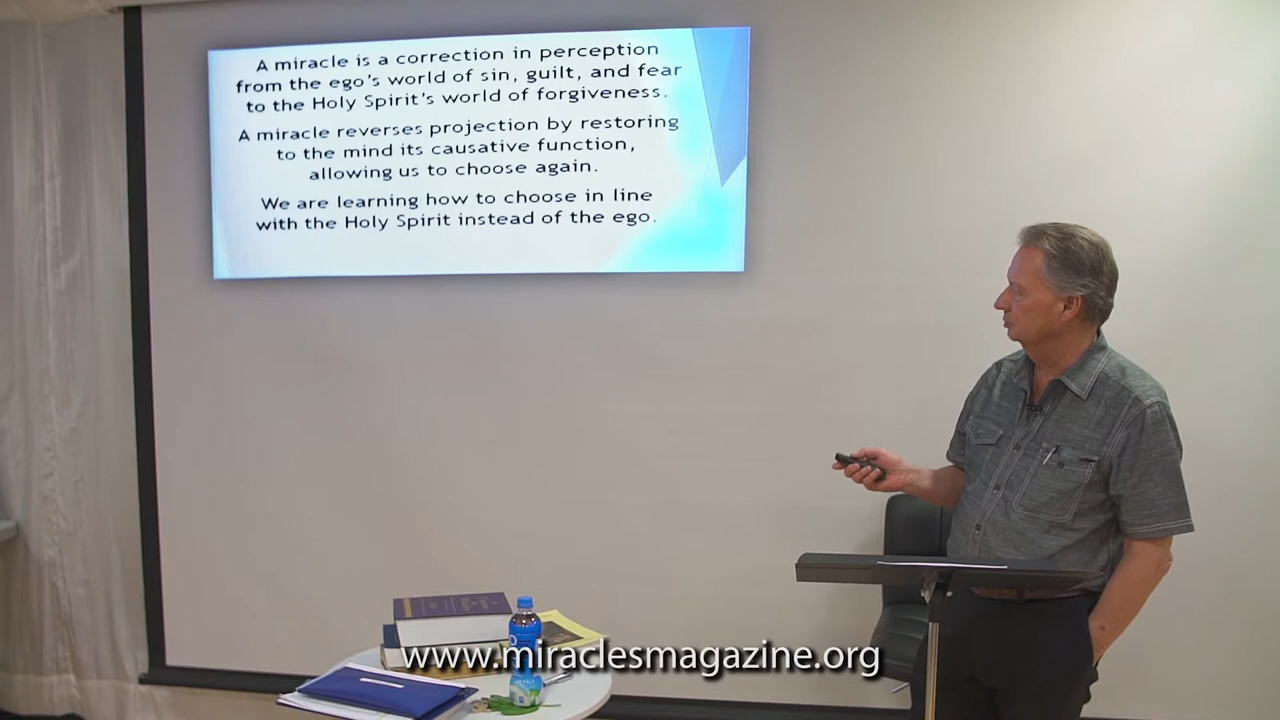 A miracle is a correction in perception
from the ego's world of sin, guilt, and fear
to the Holy Spirit's world of forgiveness.
A miracle reverses projection by restoring
to the mind its causative function,
allowing us to choose again.
We are learning how to choose in line
with the Holy Spirit instead of the ego.
www.miraclesmagazine.org